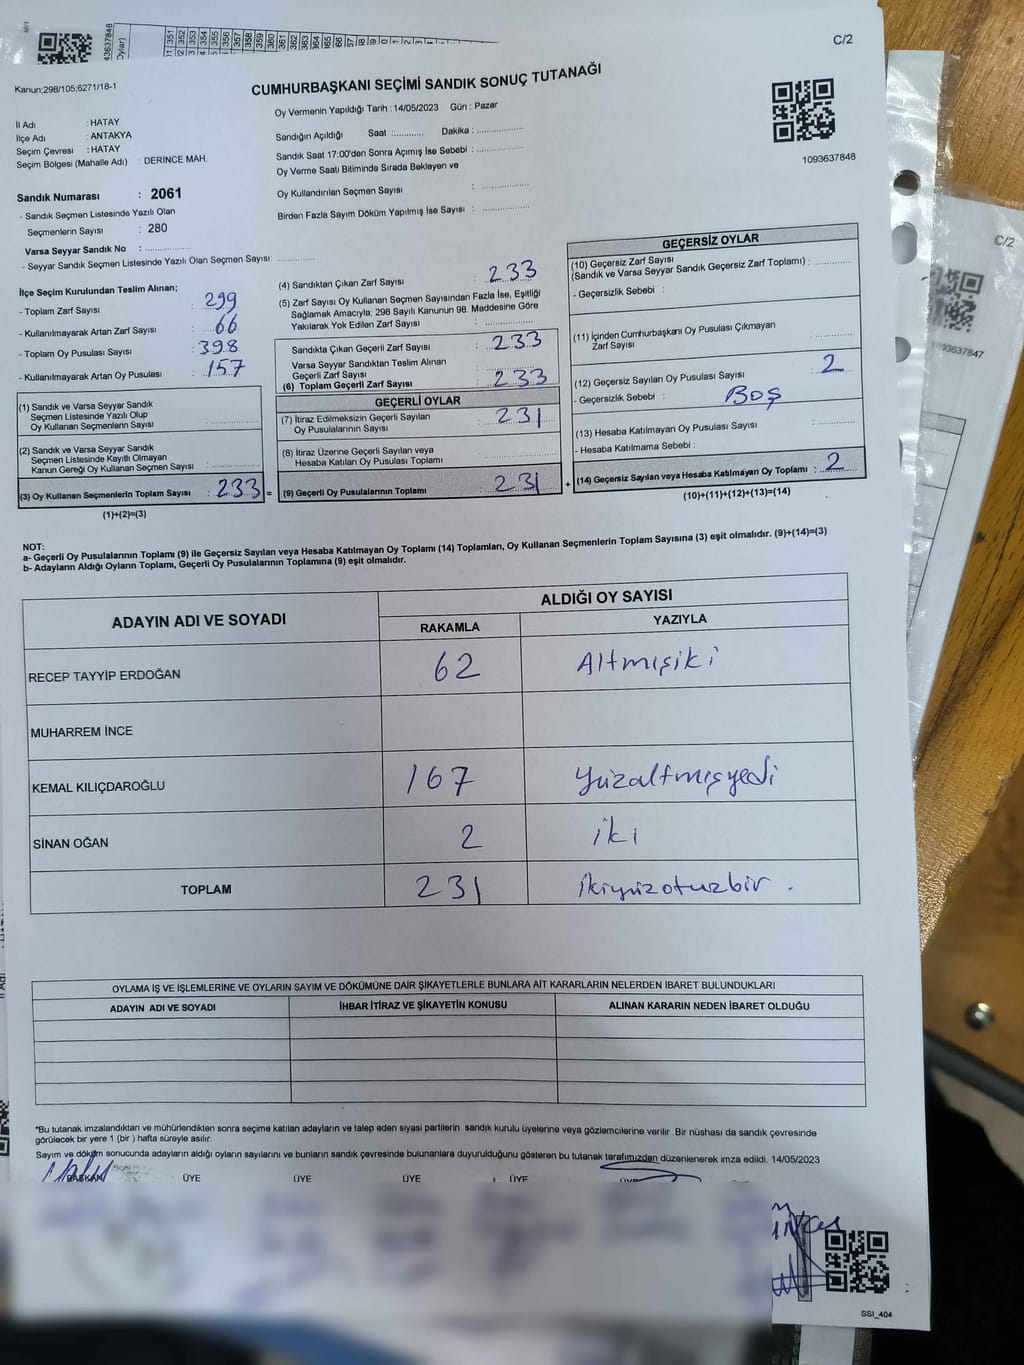 C/2
Kanun;298/105;6271/18-1
CUMHURBAŞKANI SEÇİMİ SANDIK SONUÇ TUTANAĞI
Oy Vermenin Yapıldığı Tarih : 14/05/2023 Gün : Pazar
İl Adı : HATAY
İlçe Adı : ANTAKYA
Seçim Çevresi : HATAY
Seçim Bölgesi (Mahalle Adı) : DERINCE MAH.
Sandığın Açıldığı Saat :........... Dakika : ................
Sandık Saat 17:00'den Sonra Açımış İse Sebebi : ................
Oy Verme Saati Bitiminde Sırada Bekleyen ve
Oy Kullandırılan Seçmen Sayısı : ................
Birden Fazla Sayım Döküm Yapılmış İse Sayısı : ................
1093637848
Sandık Numarası : 2061
- Sandık Seçmen Listesinde Yazılı Olan
Seçmenlerin Sayısı : 280
Varsa Seyyar Sandık No : ................
- Seyyar Sandık Seçmen Listesinde Yazılı Olan Seçmen Sayısı: .............
İlçe Seçim Kurulundan Teslim Alınan;
- Toplam Zarf Sayısı : 299
- Kullanılmayarak Artan Zarf Sayısı : 66
- Toplam Oy Pusulası Sayısı : 398
- Kullanılmayarak Artan Oy Pusulası : 157
(1) Sandık ve Varsa Seyyar Sandık
Seçmen Listesinde Yazılı Olup
Oy Kullanan Seçmenlerin Sayısı :................
(2) Sandık ve Varsa Seyyar Sandık
Seçmen Listesinde Kayıtlı Olmayan
Kanun Gereği Oy Kullanan Seçmen Sayısı :................
(3) Oy Kullanan Seçmenlerin Toplam Sayısı : 233 =
(1)+(2)=(3)
(4) Sandıktan Çıkan Zarf Sayısı : 233
(5) Zarf Sayısı Oy Kullanan Seçmen Sayısından Fazla İse, Eşitliği
Sağlamak Amacıyla; 298 Sayılı Kanunun 98. Maddesine Göre
Yakılarak Yok Edilen Zarf Sayısı : ................
Sandıkta Çıkan Geçerli Zarf Sayısı : 233
Varsa Seyyar Sandıktan Teslim Alınan
Geçerli Zarf Sayısı : ................
(6) Toplam Geçerli Zarf Sayısı : 233
GEÇERLİ OYLAR
(7) İtiraz Edilmeksizin Geçerli Sayılan
Oy Pusulalarının Sayısı : 231
(8) İtiraz Üzerine Geçerli Sayılan veya
Hesaba Katılan Oy Pusulası Toplamı : ................
(9) Geçerli Oy Pusulalarının Toplamı : 231 +
GEÇERSİZ OYLAR
(10) Geçersiz Zarf Sayısı
(Sandık ve Varsa Seyyar Sandık Geçersiz Zarf Toplamı) : ............
- Geçersizlik Sebebi :
(11) İçinden Cumhurbaşkanı Oy Pusulası Çıkmayan
Zarf Sayısı : ............
(12) Geçersiz Sayılan Oy Pusulası Sayısı : 2
- Geçersizlik Sebebi : Boş
(13) Hesaba Katılmayan Oy Pusulası Sayısı : ............
- Hesaba Katılmama Sebebi :
(14) Geçersiz Sayılan veya Hesaba Katılmayan Oy Toplamı : 2
(10)+(11)+(12)+(13)=(14)
NOT:
a- Geçerli Oy Pusulalarının Toplamı (9) ile Geçersiz Sayılan veya Hesaba Katılmayan Oy Toplamı (14) Toplamları, Oy Kullanan Seçmenlerin Toplam Sayısına (3) eşit olmalıdır. (9)+(14)=(3)
b- Adayların Aldığı Oyların Toplamı, Geçerli Oy Pusulalarının Toplamına (9) eşit olmalıdır.
ADAYIN ADI VE SOYADI ALDIĞI OY SAYISI
RAKAMLA YAZIYLA
RECEP TAYYİP ERDOĞAN 62 Altmışiki
MUHARREM İNCE
KEMAL KILIÇDAROĞLU 167 Yüzaltmışyedi
SİNAN OĞAN 2 iki
TOPLAM 231 ikiyüzotuzbir .
OYLAMA İŞ VE İŞLEMLERİNE VE OYLARIN SAYIM VE DÖKÜMÜNE DAİR ŞİKAYETLERLE BUNLARA AİT KARARLARIN NELERDEN İBARET BULUNDUKLARI
ADAYIN ADI VE SOYADI İHBAR İTİRAZ VE ŞİKAYETİN KONUSU ALINAN KARARIN NEDEN İBARET OLDUĞU
*Bu tutanak imzalandıktan ve mühürlendikten sonra seçime katılan adayların ve talep eden siyasi partilerin sandık kurulu üyelerine veya gözlemcilerine verilir .Bir nüshası da sandık çevresinde
görülecek bir yere 1 (bir ) hafta süreyle asılır.
Sayım ve döküm sonucunda adayların aldığı oyların sayılarını ve bunların sandık çevresinde bulunanlara duyurulduğunu gösteren bu tutanak tarafımızdan düzenlenerek imza edildi. 14/05/2023
BAŞKAN ÜYE ÜYE ÜYE ÜYE ÜYE
SSI_404
C/2
1093637847